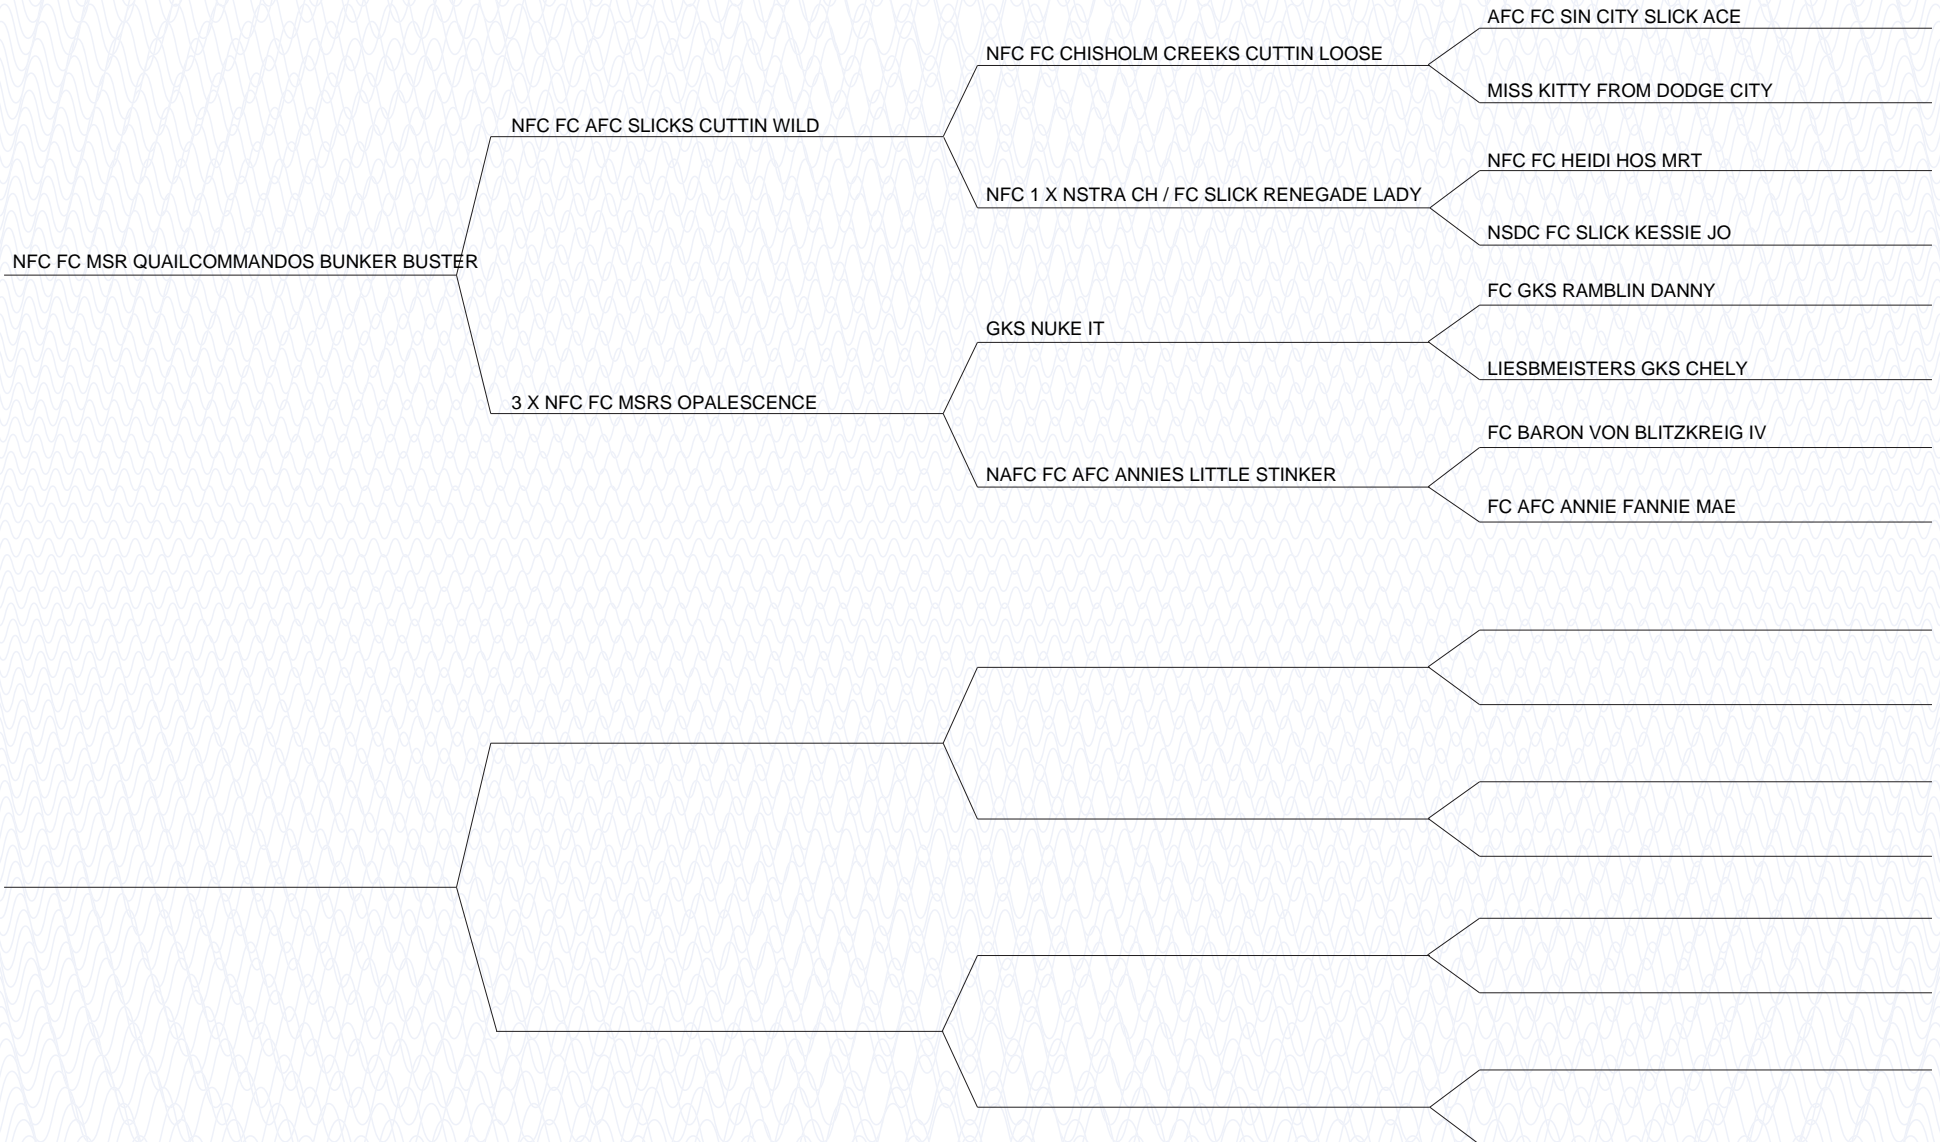 AFC FC SIN CITY SLICK ACE
NFC FC CHISHOLM CREEKS CUTTIN LOOSE
MISS KITTY FROM DODGE CITY
NFC FC AFC SLICKS CUTTIN WILD
NFC FC HEIDI HOS MRT
NFC 1 X NSTRA CH / FC SLICK RENEGADE LADY
NSDC FC SLICK KESSIE JO
NFC FC MSR QUAILCOMMANDOS BUNKER BUSTER
FC GKS RAMBLIN DANNY
GKS NUKE IT
LIESBMEISTERS GKS CHELY
3 X NFC FC MSRS OPALESCENCE
FC BARON VON BLITZKREIG IV
NAFC FC AFC ANNIES LITTLE STINKER
FC AFC ANNIE FANNIE MAE